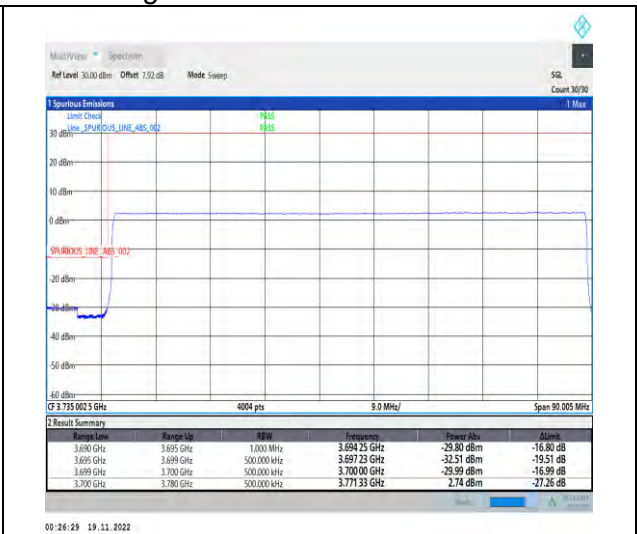 MultiView Spectrum
Ref Level 30.00 dBm Offset 7.92 dB Mode Sweep SGL
Count 30/30
1 Spurious Emissions 1 Max
Limit Check PASS
Line _SPURIOUS_LINE_ABS_002 PASS
30 dBm
20 dBm
10 dBm
0 dBm
_SPURIOUS_LINE_ABS_002
-20 dBm
-30 dBm
-40 dBm
-50 dBm
-60 dBm
CF 3.735 002 5 GHz 4004 pts 9.0 MHz/ Span 90.005 MHz
2 Result Summary
Range Low Range Up RBW Frequency Power Abs ΔLimit
3.690 GHz 3.695 GHz 1.000 MHz 3.694 25 GHz -29.80 dBm -16.80 dB
3.695 GHz 3.699 GHz 500.000 kHz 3.697 23 GHz -32.51 dBm -19.51 dB
3.699 GHz 3.700 GHz 500.000 kHz 3.700 00 GHz -29.99 dBm -16.99 dB
3.700 GHz 3.780 GHz 500.000 kHz 3.771 33 GHz 2.74 dBm -27.26 dB
Ready
00:26:29 19.11.2022